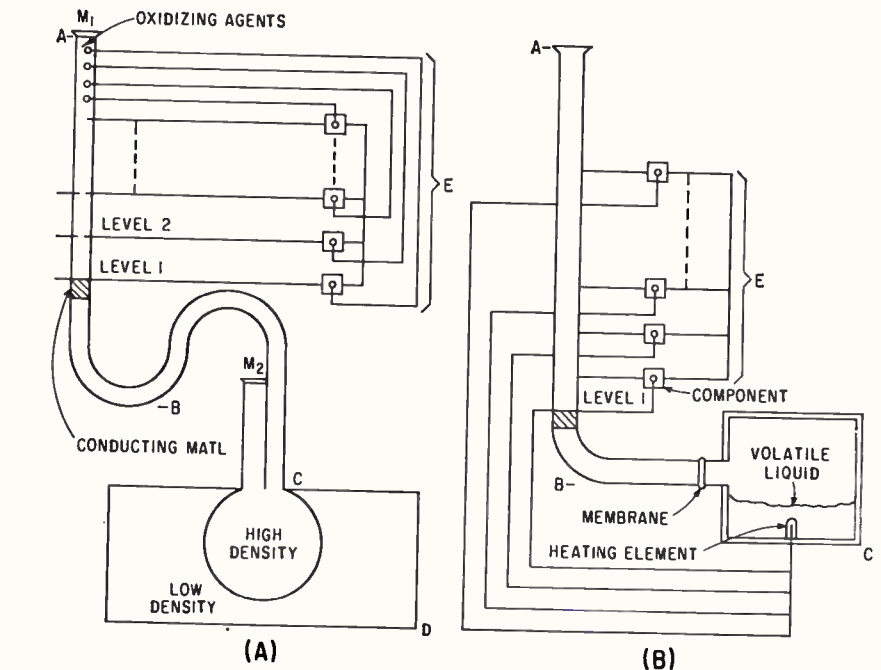 M1
OXIDIZING AGENTS
A-
E
LEVEL 2
LEVEL 1
M2
-B
CONDUCTING MATL
C
HIGH
DENSITY
LOW
DENSITY
D
(A)
A-
E
LEVEL 1
COMPONENT
VOLATILE
LIQUID
B-
MEMBRANE
HEATING ELEMENT
C
(B)